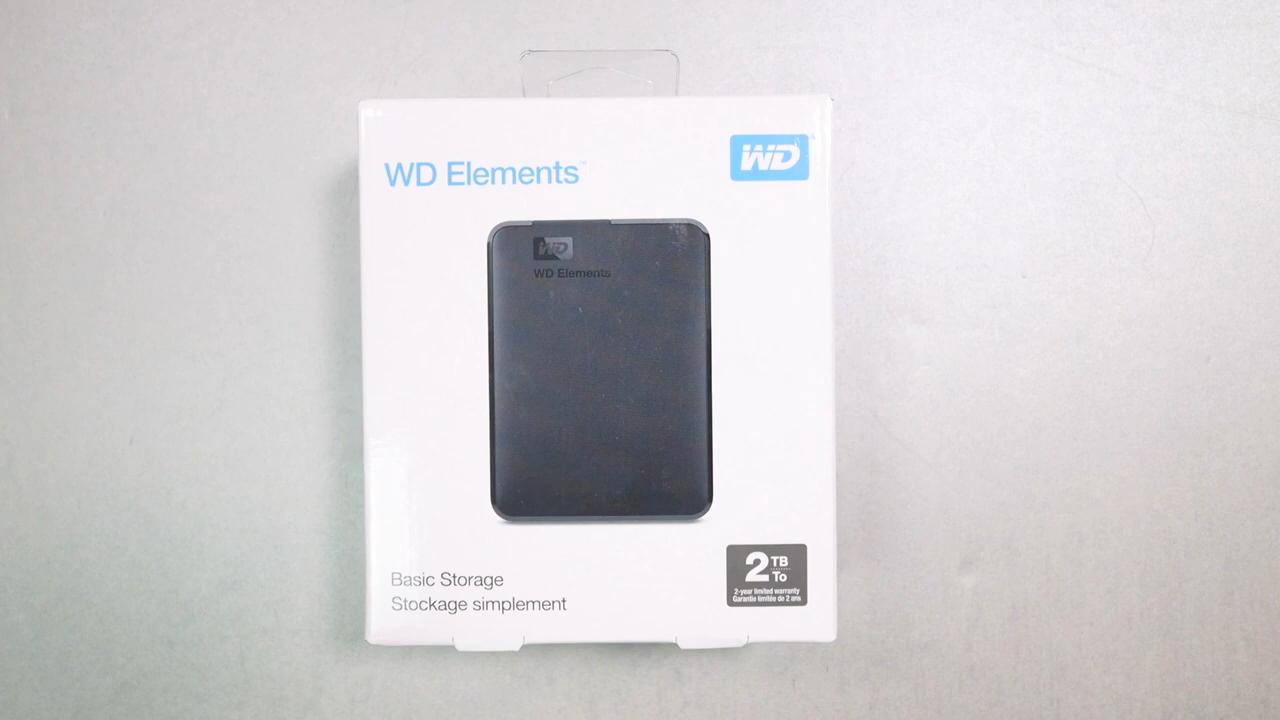 WD Elements™
WD
WD
WD Elements
Basic Storage
Stockage simplement
2 TB
To
2-year limited warranty
Garantie limitée de 2 ans